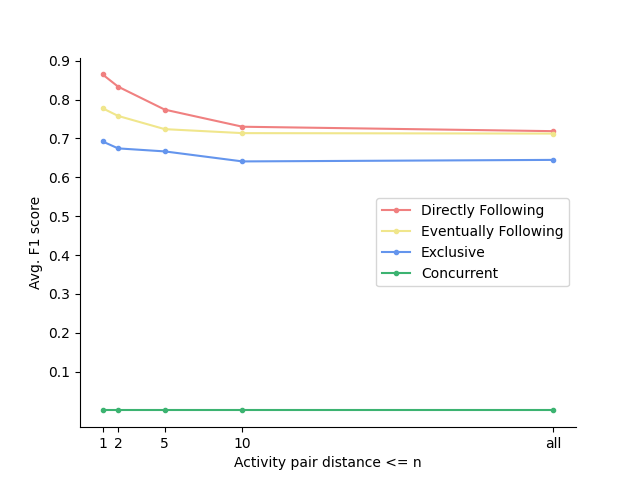 0.9
0.8
0.7
0.6
0.5
0.4
0.3
0.2
0.1
Avg. F1 score
Directly Following
Eventually Following
Exclusive
Concurrent
1 2 5 10 all
Activity pair distance <= n